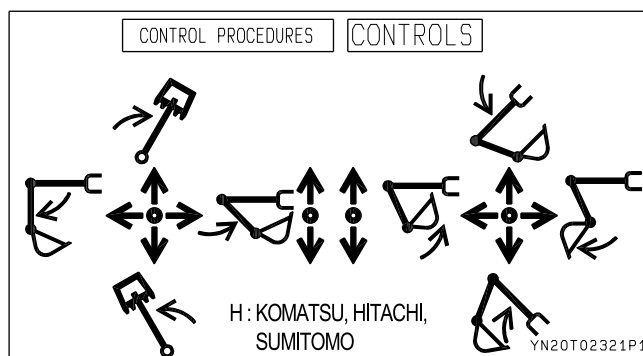 CONTROL PROCEDURES
CONTROLS
H : KOMATSU, HITACHI,
SUMITOMO
YN20T02321P1